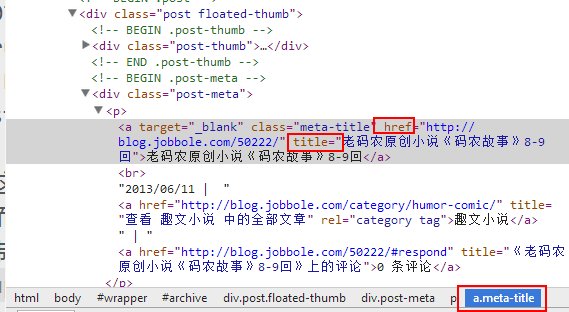 <div class="post floated-thumb">
<!-- BEGIN .post-thumb -->
<div class="post-thumb">…</div>
<!-- END .post-thumb -->
<!-- BEGIN .post-meta -->
<div class="post-meta">
<p>
<a target="_blank" class="meta-title" href="http://
blog.jobbole.com/50222/" title="老码农原创小说《码农故事》8-9
回">老码农原创小说《码农故事》8-9回</a>
<br>
"2013/06/11 |  "
<a href="http://blog.jobbole.com/category/humor-comic/" title=
"查看 趣文小说 中的全部文章" rel="category tag">趣文小说</a>
" | "
<a href="http://blog.jobbole.com/50222/#respond" title="《老码
农原创小说《码农故事》8-9回》上的评论">0 条评论</a>
</p>
html body #wrapper #archive div.post.floated-thumb div.post-meta p a.meta-title